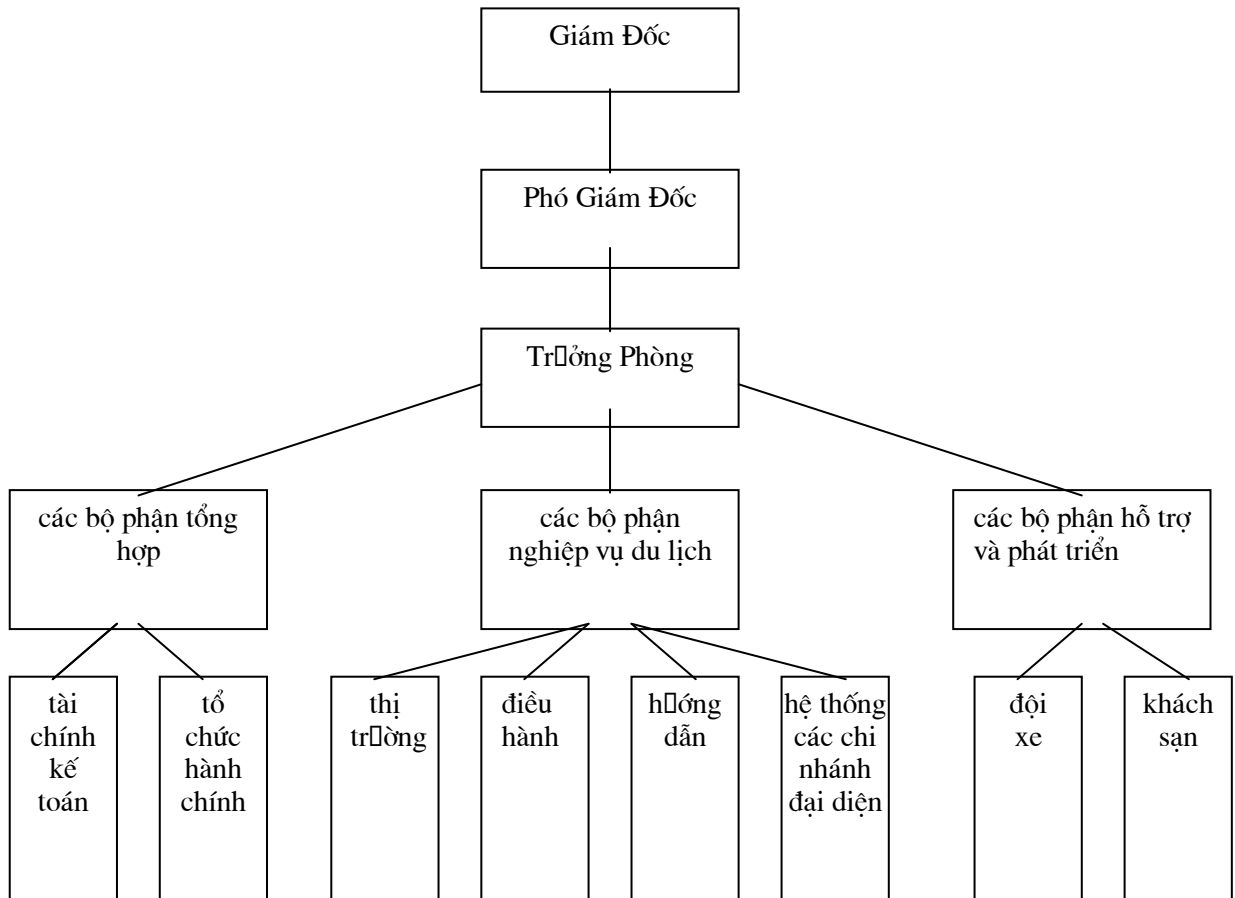 Giám Đốc
Phó Giám Đốc
Tr□ởng Phòng
các bộ phận tổng
hợp
các bộ phận
nghiệp vụ du lịch
các bộ phận hỗ trợ
và phát triển
tài
chính
kế
toán
tổ
chức
hành
chính
thị
tr□ờng
điều
hành
h□ớng
dẫn
hệ thống
các chi
nhánh
đại diện
đội
xe
khách
sạn